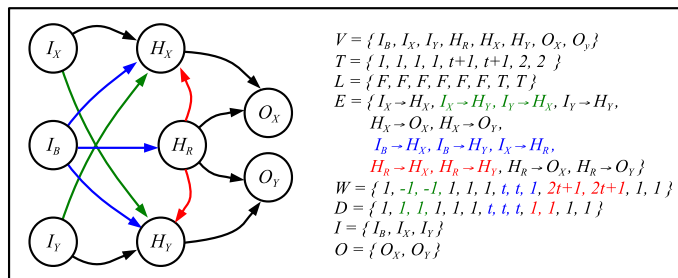 I_X
H_X
O_X
I_B
H_R
O_Y
I_Y
H_Y
V = { I_B, I_X, I_Y, H_R, H_X, H_Y, O_X, O_y }
T = { 1, 1, 1, 1, t+1, t+1, 2, 2 }
L = { F, F, F, F, F, F, T, T }
E = { I_X → H_X, I_X → H_Y, I_Y → H_X, I_Y → H_Y,
H_X → O_X, H_X → O_Y,
I_B → H_X, I_B → H_Y, I_X → H_R,
H_R → H_X, H_R → H_Y, H_R → O_X, H_R → O_Y }
W = { 1, -1, -1, 1, 1, 1, t, t, 1, 2t+1, 2t+1, 1, 1 }
D = { 1, 1, 1, 1, 1, 1, t, t, t, 1, 1, 1, 1 }
I = { I_B, I_X, I_Y }
O = { O_X, O_Y }